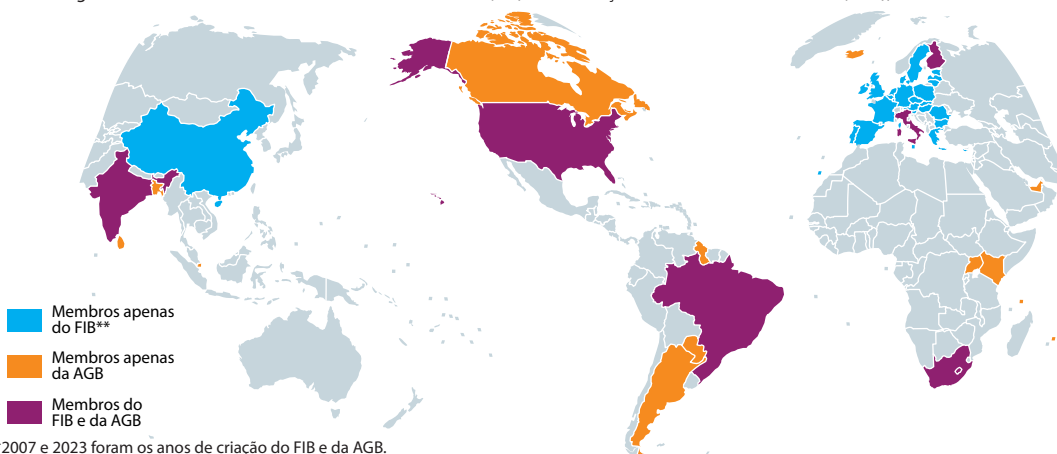 Membros apenas
do FIB**
Membros apenas
da AGB
Membros do
FIB e da AGB
2007 e 2023 foram os anos de criação do FIB e da AGB.